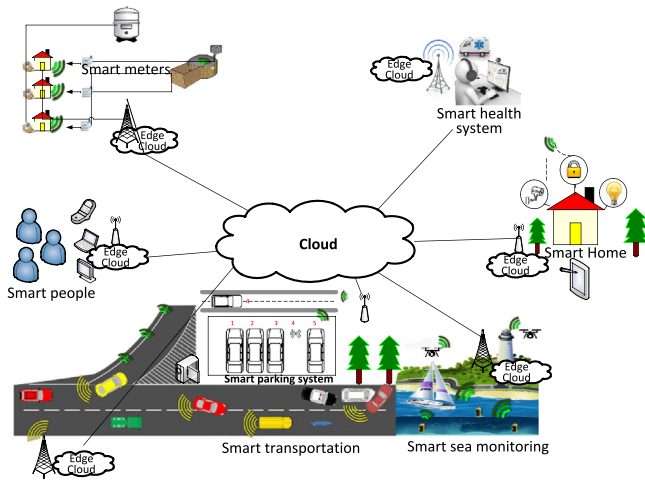 Smart meters
Edge
Cloud
Edge
Cloud
Smart health
system
Cloud
Edge
Cloud
Smart people
Edge
Cloud
Smart Home
4
1
2
3
4
5
Smart parking system
Edge
Cloud
Smart transportation
Smart sea monitoring
Edge
Cloud